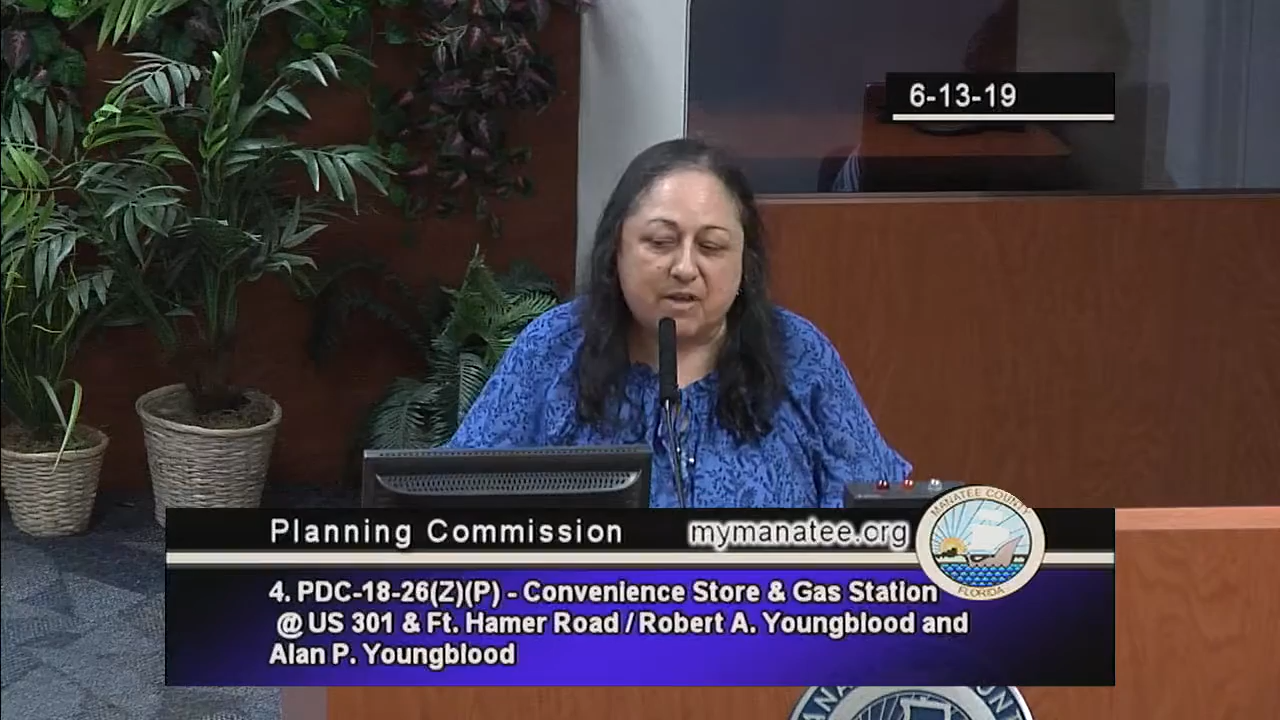 6-13-19
Planning Commission
mymanatee.org
MANATEE COUNTY
FLORIDA
4. PDC-18-26(Z)(P) - Convenience Store & Gas Station
@ US 301 & Ft. Hamer Road / Robert A. Youngblood and
Alan P. Youngblood